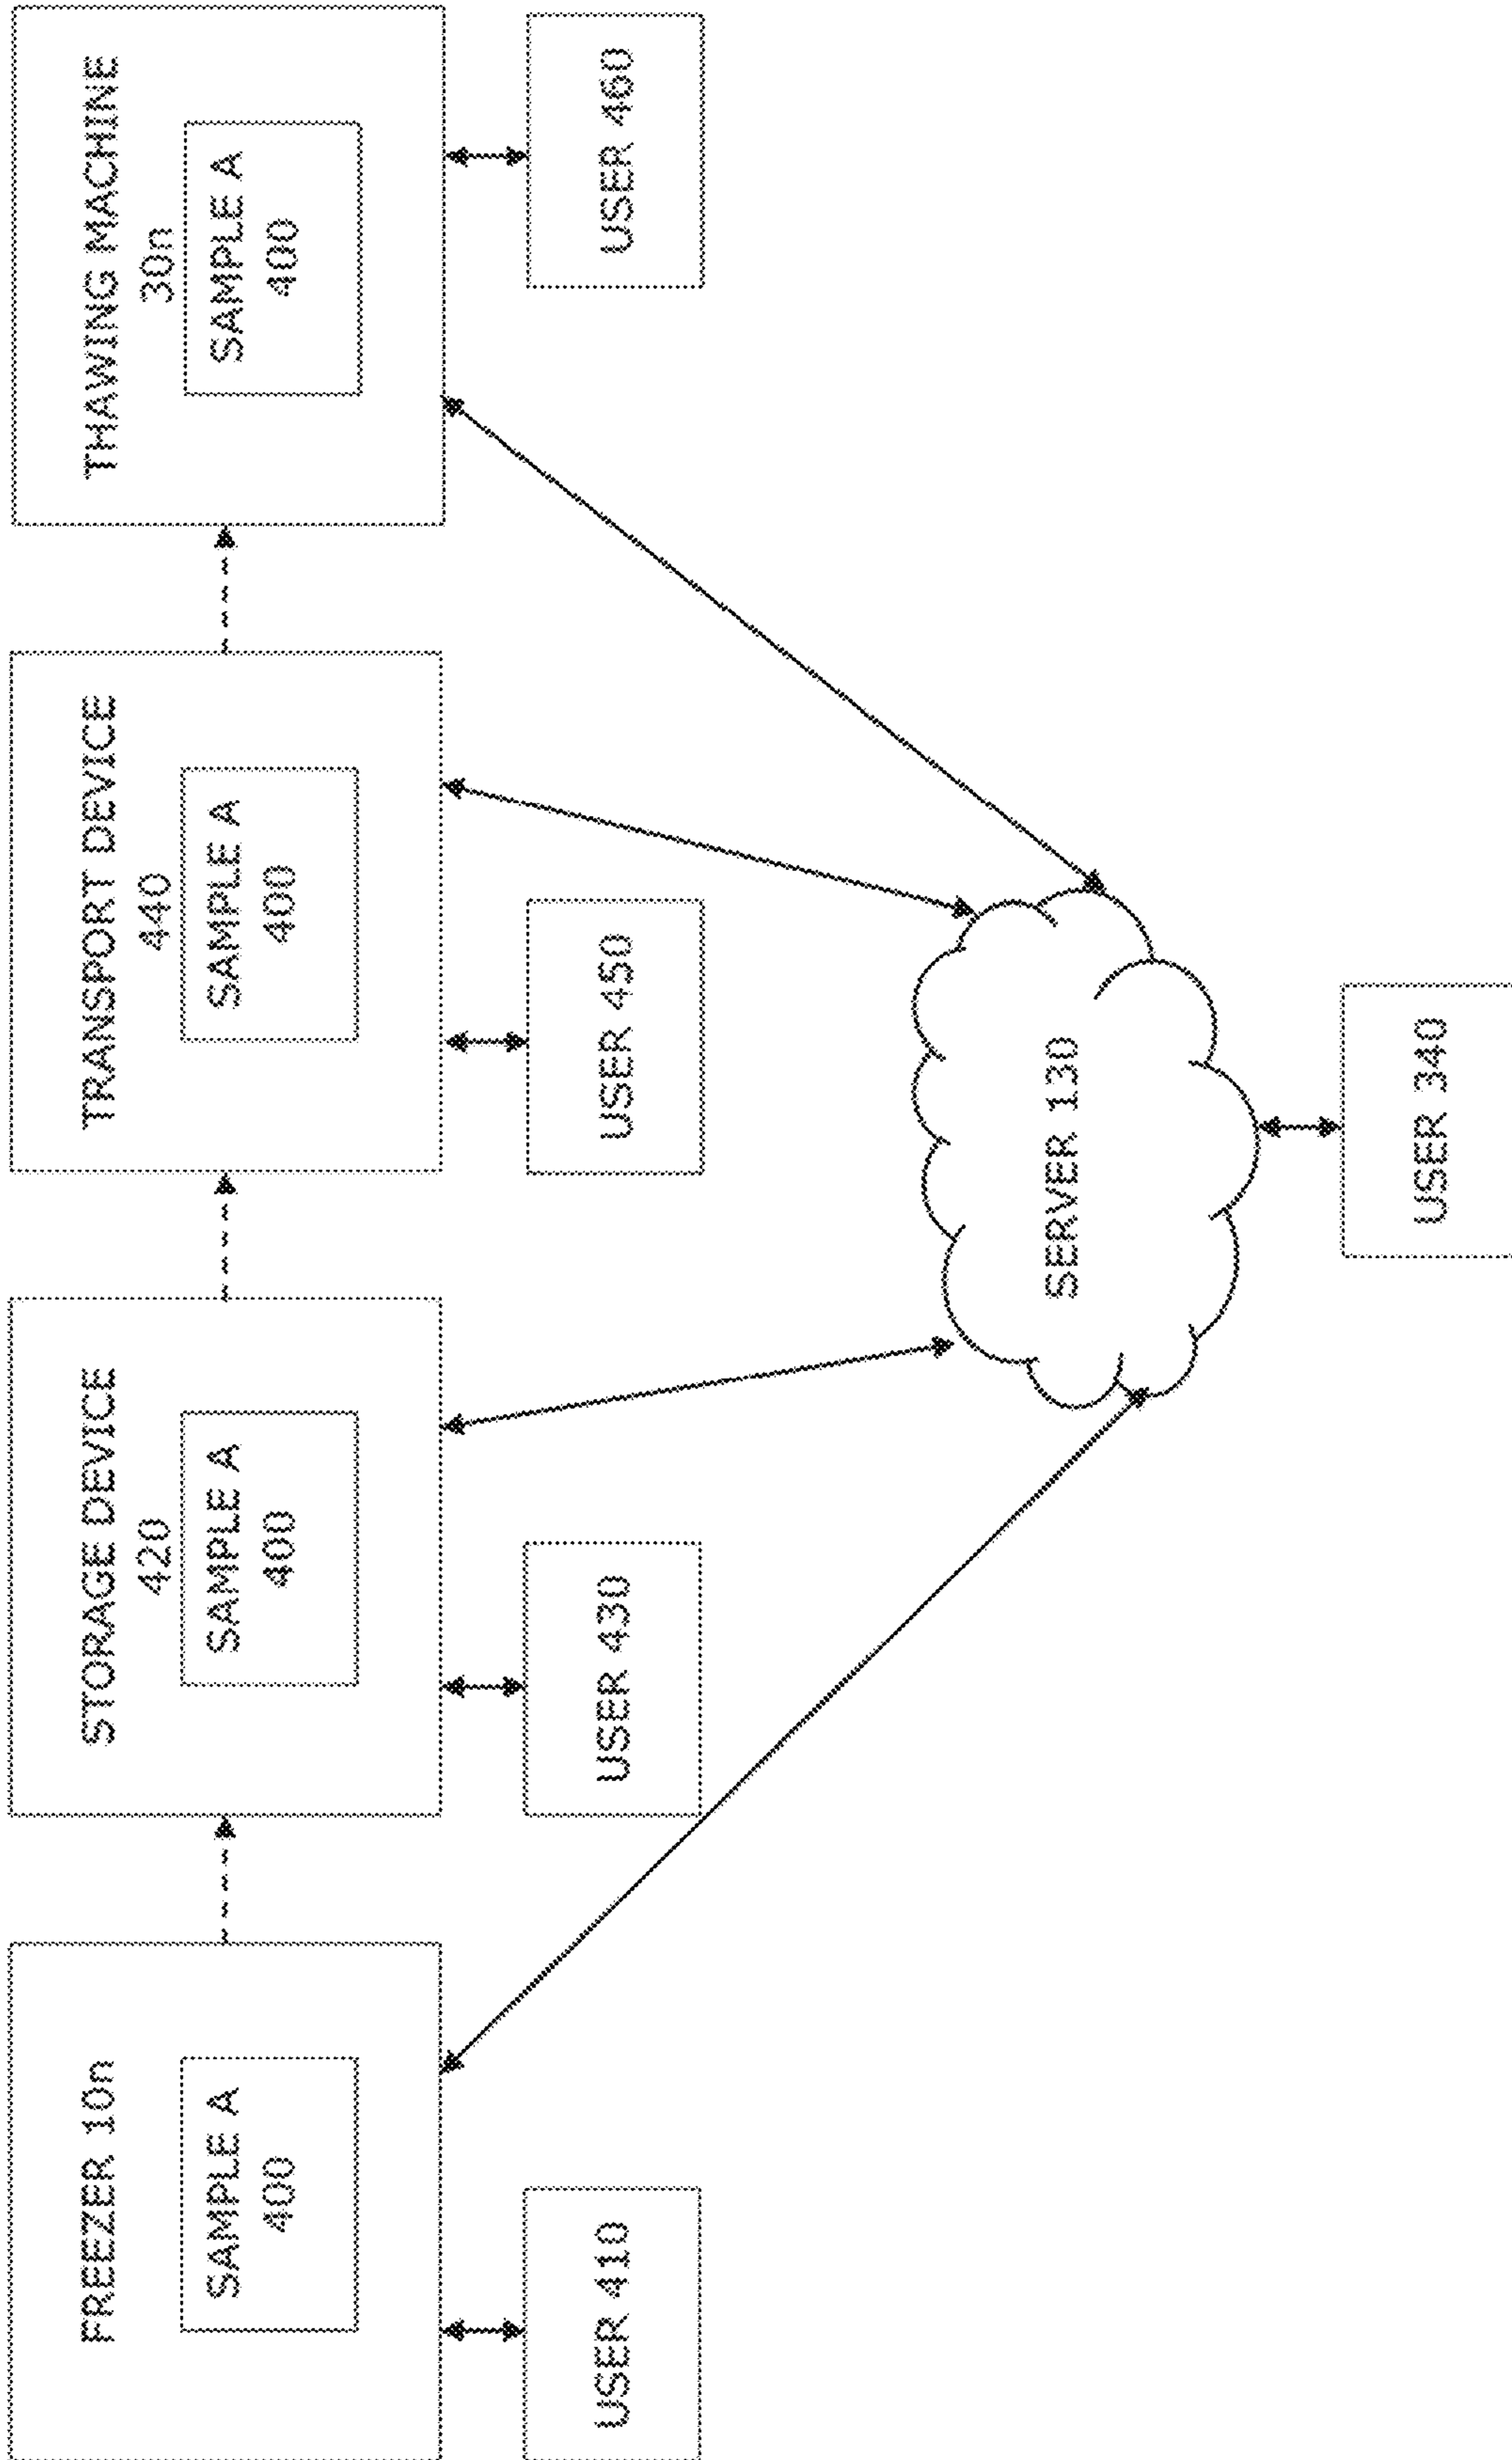 FREEZER 10n
SAMPLE A
400
USER 410
STORAGE DEVICE
420
SAMPLE A
400
USER 430
TRANSPORT DEVICE
440
SAMPLE A
400
USER 450
THAWING MACHINE
30n
SAMPLE A
400
USER 460
SERVER 130
USER 340